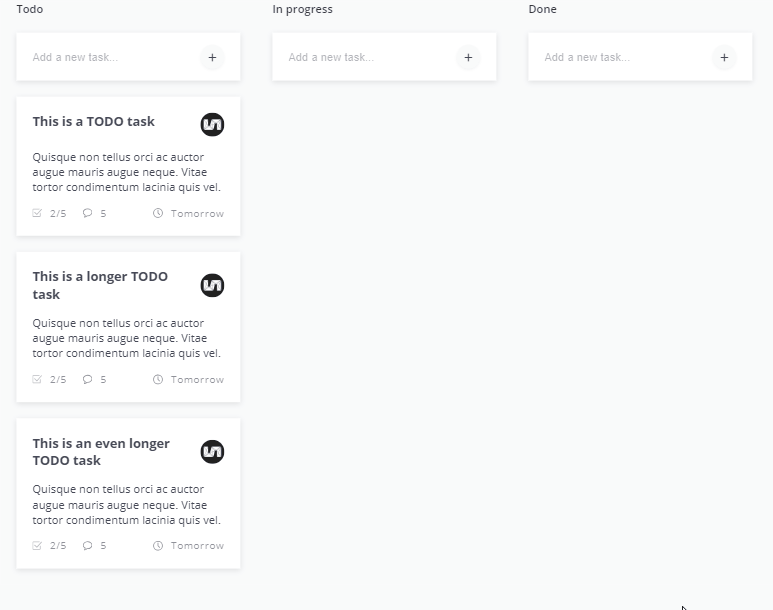 Todo
In progress
Done
Add a new task...
+
Add a new task...
+
Add a new task...
+
This is a TODO task
Quisque non tellus orci ac auctor
augue mauris augue neque. Vitae
tortor condimentum lacinia quis vel.
2/5 5 Tomorrow
This is a longer TODO
task
Quisque non tellus orci ac auctor
augue mauris augue neque. Vitae
tortor condimentum lacinia quis vel.
2/5 5 Tomorrow
This is an even longer
TODO task
Quisque non tellus orci ac auctor
augue mauris augue neque. Vitae
tortor condimentum lacinia quis vel.
2/5 5 Tomorrow